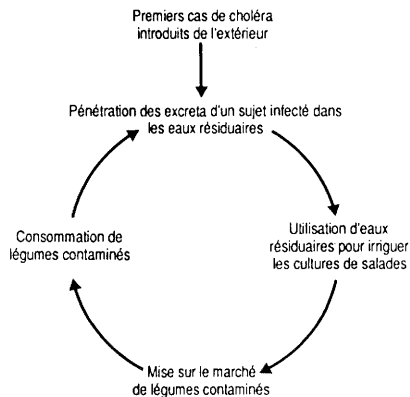 Premiers cas de choléra
introduits de l'extérieur
Pénétration des excreta d'un sujet infecté dans
les eaux résiduaires
Utilisation d'eaux
résiduaires pour irriguer
les cultures de salades
Mise sur le marché
de légumes contaminés
Consommation de
légumes contaminés